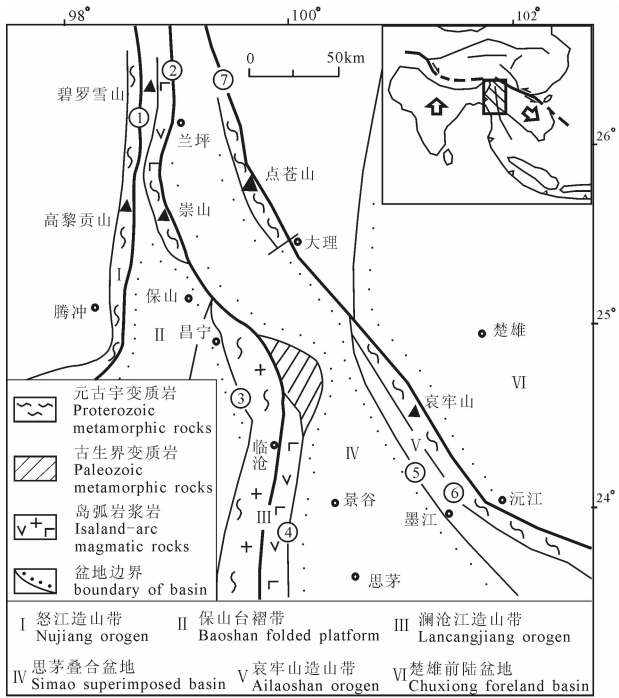 98°
100°
102°
0 50km
碧罗雪山
②
⑦
①
兰坪
26°
点苍山
崇山
高黎贡山
大理
I
保山
腾冲
25°
昌宁
楚雄
II
VI
元古宇变质岩
Proterozoic
metamorphic rocks
③
哀牢山
古生界变质岩
Paleozoic
metamorphic rocks
临沧
IV
V
⑤
⑥
沅江
24°
景谷
墨江
岛弧岩浆岩
Isaland-arc
magmatic rocks
III
④
盆地边界
boundary of basin
思茅
I 怒江造山带 Nujiang orogen
II 保山台褶带 Baoshan folded platform
III 澜沧江造山带 Lancangjiang orogen
IV 思茅叠合盆地 Simao superimposed basin
V 哀牢山造山带 Ailaoshan orogen
VI 楚雄前陆盆地 Chuxiong foreland basin